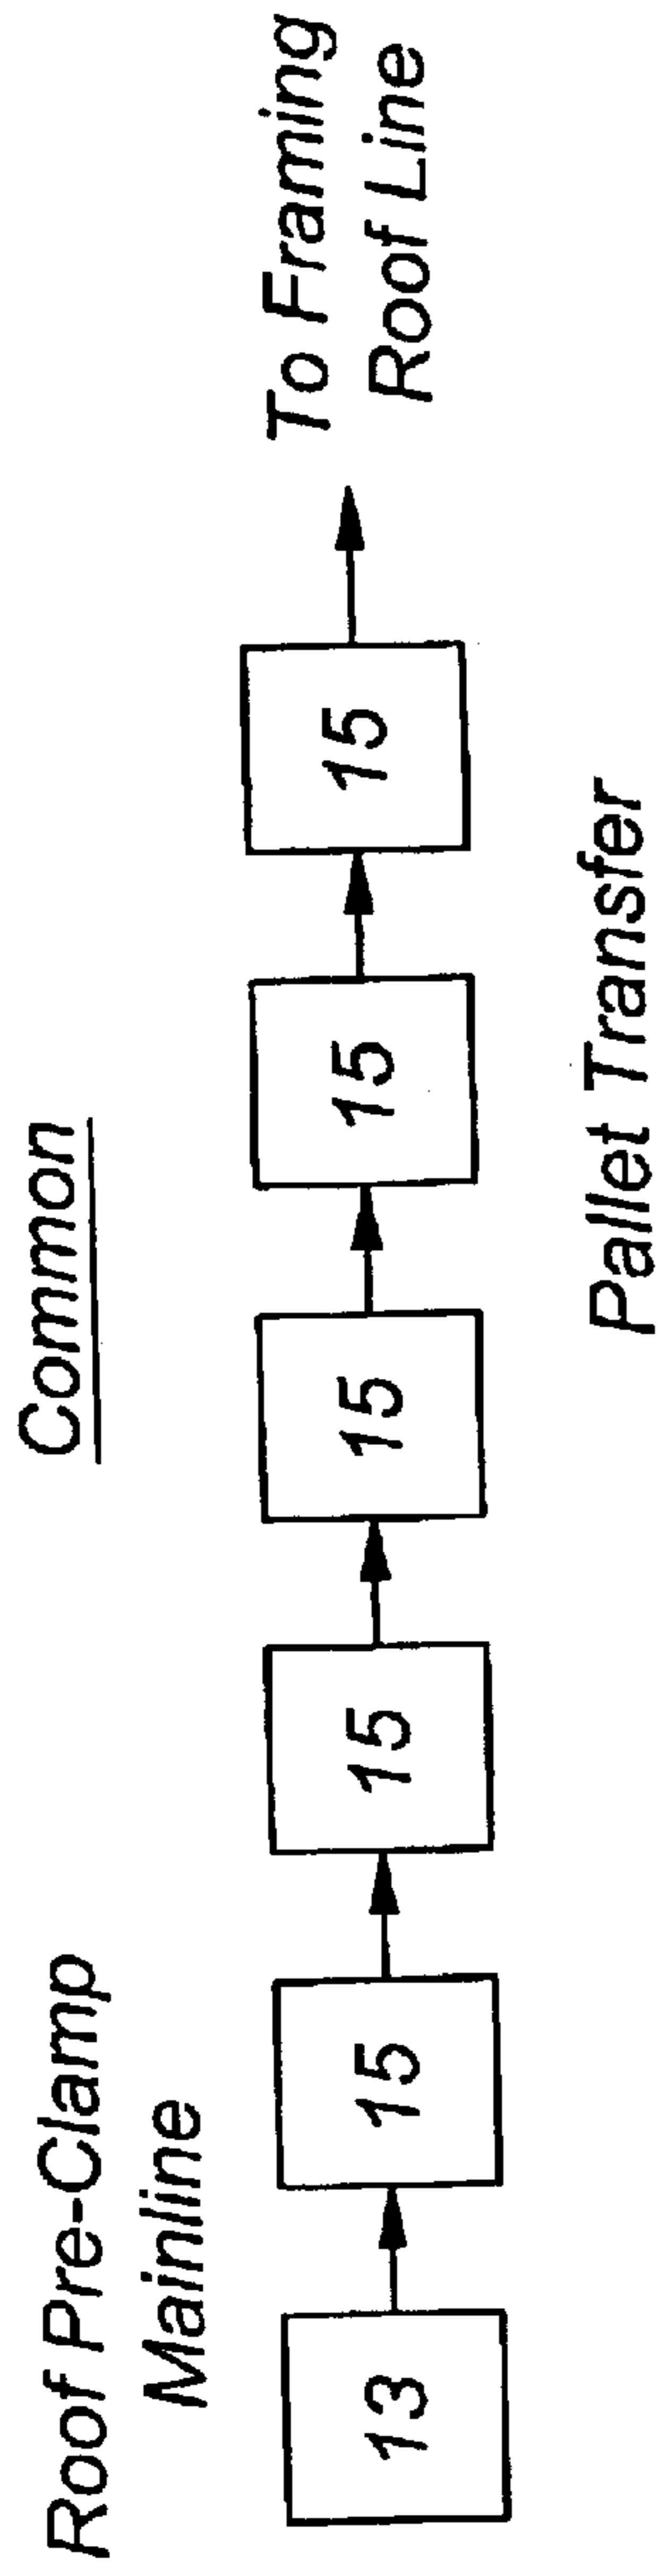 Common
Roof Pre-Clamp
Mainline
13
15
15
15
15
15
To Framing
Roof Line
Pallet Transfer